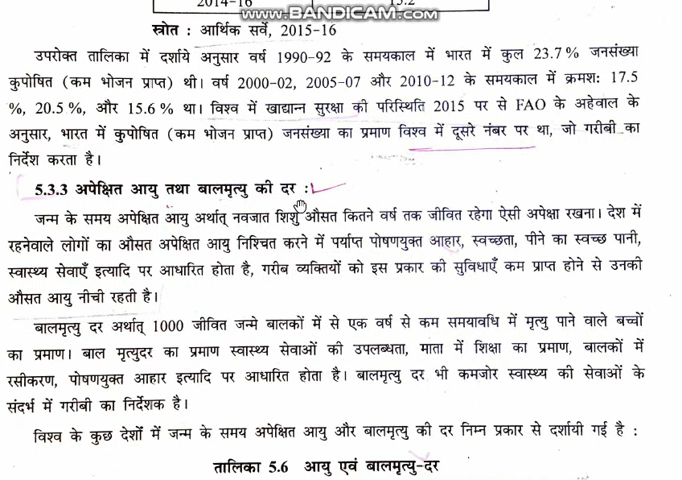 2014-16 15.2
www.BANDICAM.com
स्रोत : आर्थिक सर्वे, 2015-16
उपरोक्त तालिका में दर्शाये अनुसार वर्ष 1990-92 के समयकाल में भारत में कुल 23.7 % जनसंख्या
कुपोषित (कम भोजन प्राप्त) थी। वर्ष 2000-02, 2005-07 और 2010-12 के समयकाल में क्रमश: 17.5
%, 20.5 %, और 15.6 % था। विश्व में खाद्यान्न सुरक्षा की परिस्थिति 2015 पर से FAO के अहेवाल के
अनुसार, भारत में कुपोषित (कम भोजन प्राप्त) जनसंख्या का प्रमाण विश्व में दूसरे नंबर पर था, जो गरीबी का
निर्देश करता है।
5.3.3 अपेक्षित आयु तथा बालमृत्यु की दर :
जन्म के समय अपेक्षित आयु अर्थात् नवजात शिशु औसत कितने वर्ष तक जीवित रहेगा ऐसी अपेक्षा रखना। देश में
रहनेवाले लोगों का औसत अपेक्षित आयु निश्चित करने में पर्याप्त पोषणयुक्त आहार, स्वच्छता, पीने का स्वच्छ पानी,
स्वास्थ्य सेवाएँ इत्यादि पर आधारित होता है, गरीब व्यक्तियों को इस प्रकार की सुविधाएँ कम प्राप्त होने से उनकी
औसत आयु नीची रहती है।
बालमृत्यु दर अर्थात् 1000 जीवित जन्मे बालकों में से एक वर्ष से कम समयावधि में मृत्यु पाने वाले बच्चों
का प्रमाण। बाल मृत्युदर का प्रमाण स्वास्थ्य सेवाओं की उपलब्धता, माता में शिक्षा का प्रमाण, बालकों में
रसीकरण, पोषणयुक्त आहार इत्यादि पर आधारित होता है। बालमृत्यु दर भी कमजोर स्वास्थ्य की सेवाओं के
संदर्भ में गरीबी का निर्देशक है।
विश्व के कुछ देशों में जन्म के समय अपेक्षित आयु और बालमृत्यु की दर निम्न प्रकार से दर्शायी गई है :
तालिका 5.6 आयु एवं बालमृत्यु-दर